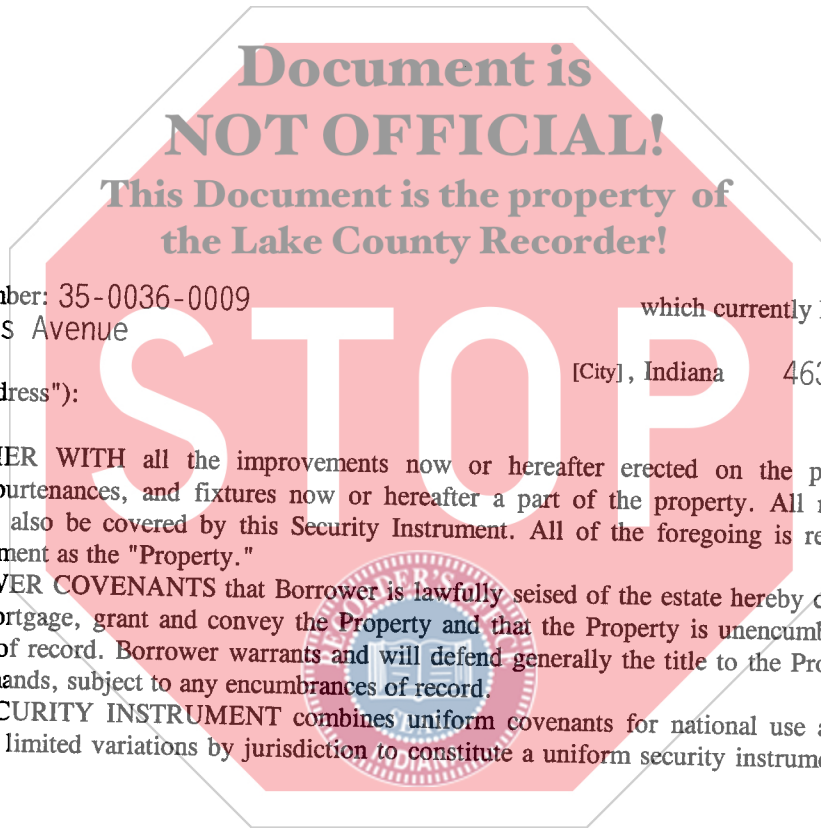 Document is
NOT OFFICIAL!
This Document is the property of
the Lake County Recorder!
35-0036-0009 which currently
Avenue
[City], Indiana 463
dress"):
STOP
ER WITH all the improvements now or hereafter erected on the p
purtenances, and fixtures now or hereafter a part of the property. All
also be covered by this Security Instrument. All of the foregoing is re
ment as the "Property."
VER COVENANTS that Borrower is lawfully seised of the estate hereby
ortgage, grant and convey the Property and that the Property is unencumb
of record. Borrower warrants and will defend generally the title to the Pro
ands, subject to any encumbrances of record.
CURITY INSTRUMENT combines uniform covenants for national use
limited variations by jurisdiction to constitute a uniform security instrume